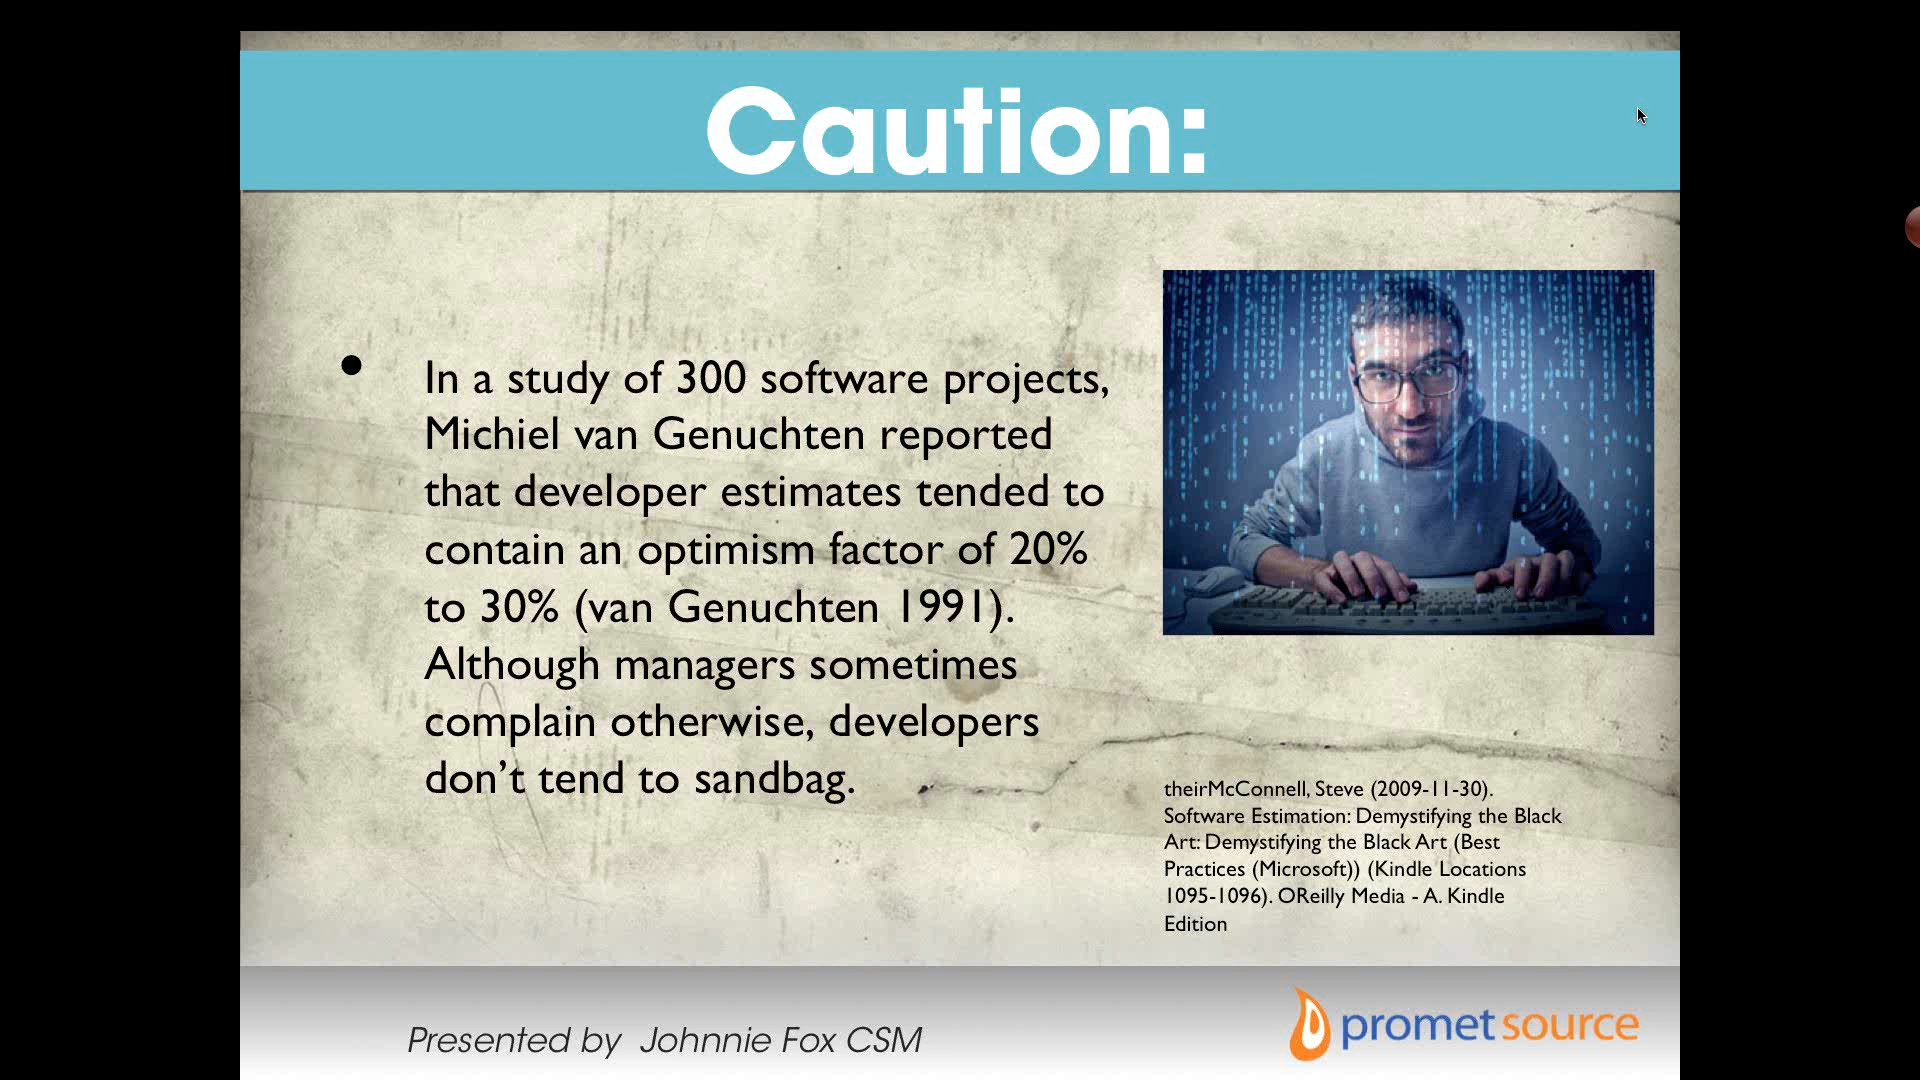 Caution:
In a study of 300 software projects,
Michiel van Genuchten reported
that developer estimates tended to
contain an optimism factor of 20%
to 30% (van Genuchten 1991).
Although managers sometimes
complain otherwise, developers
don’t tend to sandbag.
theirMcConnell, Steve (2009-11-30).
Software Estimation: Demystifying the Black
Art: Demystifying the Black Art (Best
Practices (Microsoft)) (Kindle Locations
1095-1096). OReilly Media - A. Kindle
Edition
Presented by Johnnie Fox CSM
promet source